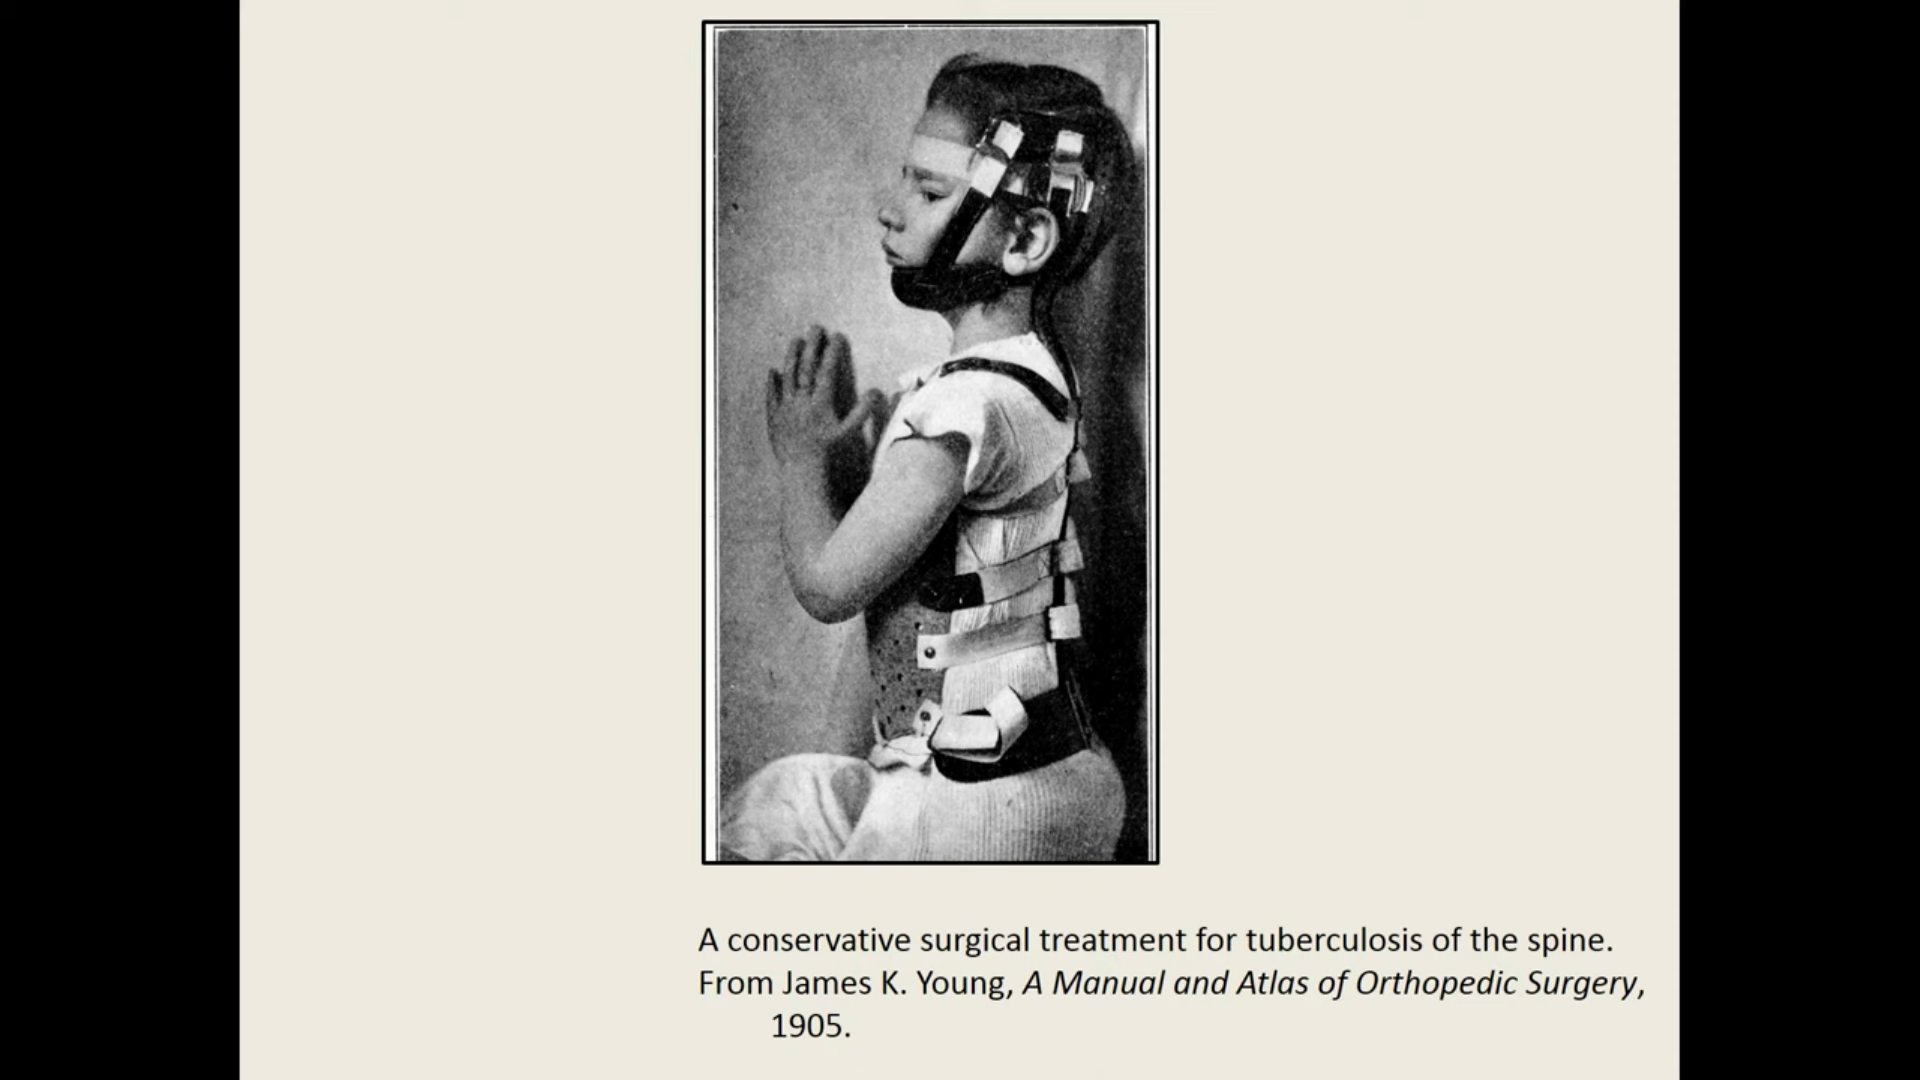 A conservative surgical treatment for tuberculosis of the spine.
From James K. Young, A Manual and Atlas of Orthopedic Surgery,
1905.